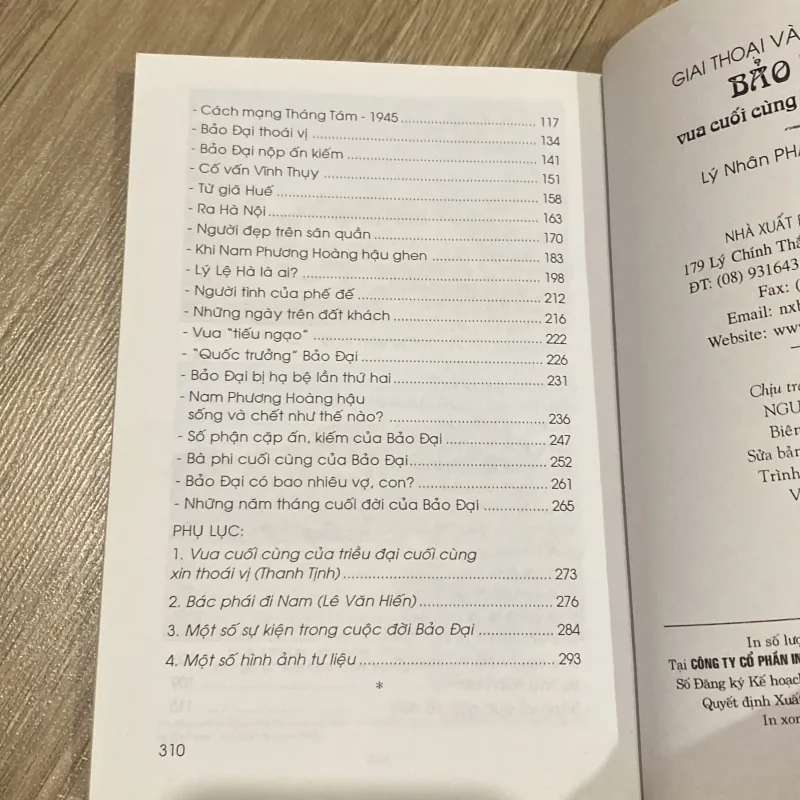 - Cách mạng Tháng Tám - 1945 ........ 117
- Bảo Đại thoái vị ........ 134
- Bảo Đại nộp ấn kiếm ........ 141
- Cố vấn Vĩnh Thụy ........ 151
- Từ giã Huế ........ 158
- Ra Hà Nội ........ 163
- Người đẹp trên sân quần ........ 170
- Khi Nam Phương Hoàng hậu ghen ........ 183
- Lý Lệ Hà là ai? ........ 198
- Người tình của phế đế ........ 212
- Những ngày trên đất khách ........ 216
- Vua "tiếu ngạo" ........ 222
- "Quốc trưởng" Bảo Đại ........ 226
- Bảo Đại bị hạ bệ lần thứ hai ........ 231
- Nam Phương Hoàng hậu
sống và chết như thế nào? ........ 236
- Số phận cặp ấn, kiếm của Bảo Đại ........ 247
- Bà phi cuối cùng của Bảo Đại ........ 252
- Bảo Đại có bao nhiêu vợ, con? ........ 261
- Những năm tháng cuối đời của Bảo Đại ........ 265
PHỤ LỤC:
1. Vua cuối cùng của triều đại cuối cùng
xin thoái vị (Thanh Tịnh) ........ 273
2. Bác phái đi Nam (Lê Văn Hiến) ........ 276
3. Một số sự kiện trong cuộc đời Bảo Đại ........ 284
4. Một số hình ảnh tư liệu ........ 293
*
310
GIAI THOẠI VÀ
BẢO
vua cuối cùng
Lý Nhân
NHÀ XUẤT
179 Lý Chính
ĐT: (08) 931643
Fax: (
Email:
Website:
Chịu
Biên
Sửa
Trình
In số
Tại CÔNG TY CỔ PHẦN IN
Số Đăng ký Kế hoạch
Quyết định Xuất
In